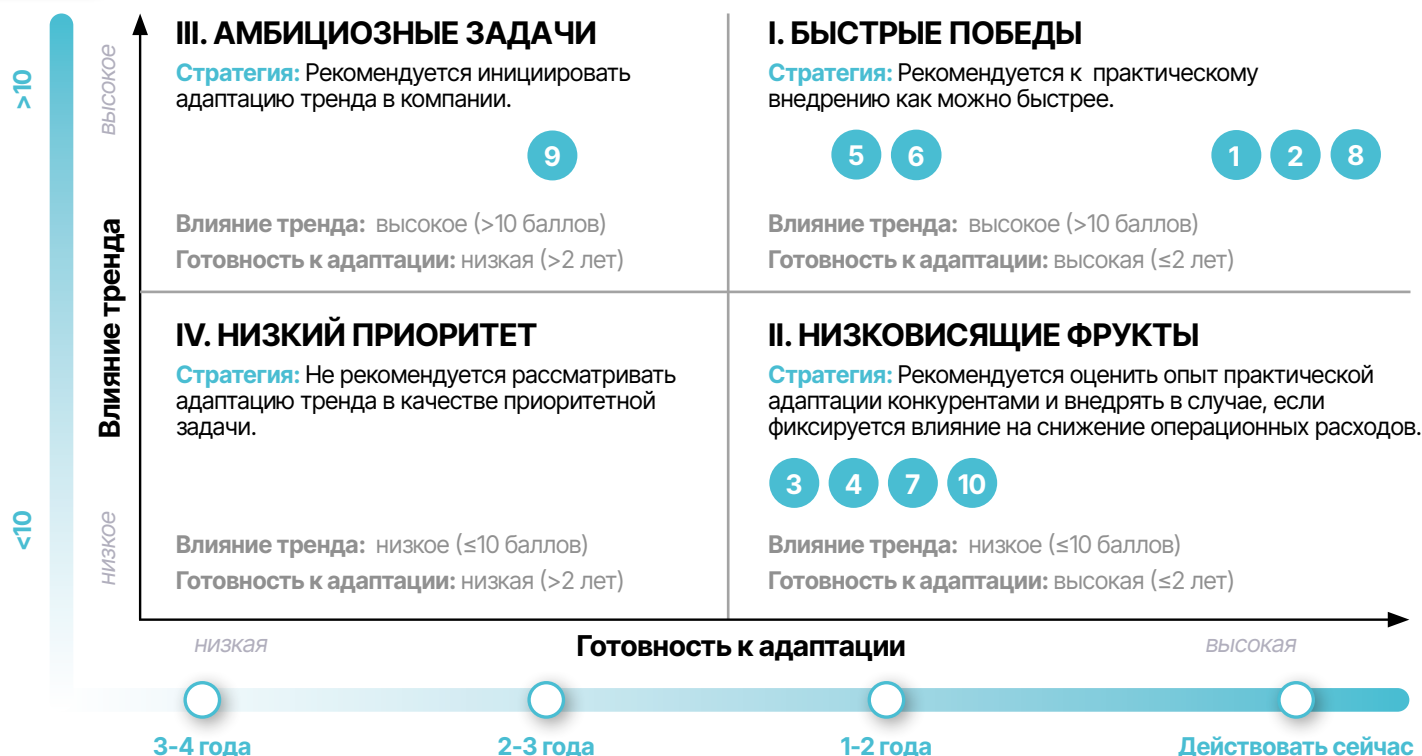 III. АМБИЦИОЗНЫЕ ЗАДАЧИ
Стратегия: Рекомендуется инициировать
адаптацию тренда в компании.
9
Влияние тренда: высокое (>10 баллов)
Готовность к адаптации: низкая (>2 лет)
I. БЫСТРЫЕ ПОБЕДЫ
Стратегия: Рекомендуется к практическому
внедрению как можно быстрее.
5 6 1 2 8
Влияние тренда: высокое (>10 баллов)
Готовность к адаптации: высокая (≤2 лет)
IV. НИЗКИЙ ПРИОРИТЕТ
Стратегия: Не рекомендуется рассматривать
адаптацию тренда в качестве приоритетной
задачи.
Влияние тренда: низкое (≤10 баллов)
Готовность к адаптации: низкая (>2 лет)
II. НИЗКОВИСЯЩИЕ ФРУКТЫ
Стратегия: Рекомендуется оценить опыт практической
адаптации конкурентами и внедрять в случае, если
фиксируется влияние на снижение операционных расходов.
3 4 7 10
Влияние тренда: низкое (≤10 баллов)
Готовность к адаптации: высокая (≤2 лет)
>10
высокое
Влияние тренда
<10
низкое
низкая
Готовность к адаптации
высокая
3-4 года
2-3 года
1-2 года
Действовать сейчас